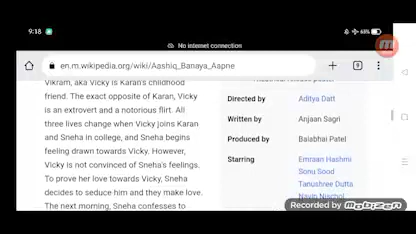 9:18
68%
No internet connection
en.m.wikipedia.org/wiki/Aashiq_Banaya_Aapne
9
Vikram, aka Vicky is Karan's childhood
friend. The exact opposite of Karan, Vicky
is an extrovert and a notorious flirt. All
three lives change when Vicky joins Karan
and Sneha in college, and Sneha begins
feeling drawn towards Vicky. However,
Vicky is not convinced of Sneha's feelings.
To prove her love towards Vicky, Sneha
decides to seduce him and they make love.
The next morning, Sneha confesses to
Directed by Aditya Datt
Written by Anjaan Sagri
Produced by Balabhai Patel
Starring Emraan Hashmi
Sonu Sood
Tanushree Dutta
Recorded by mobizen